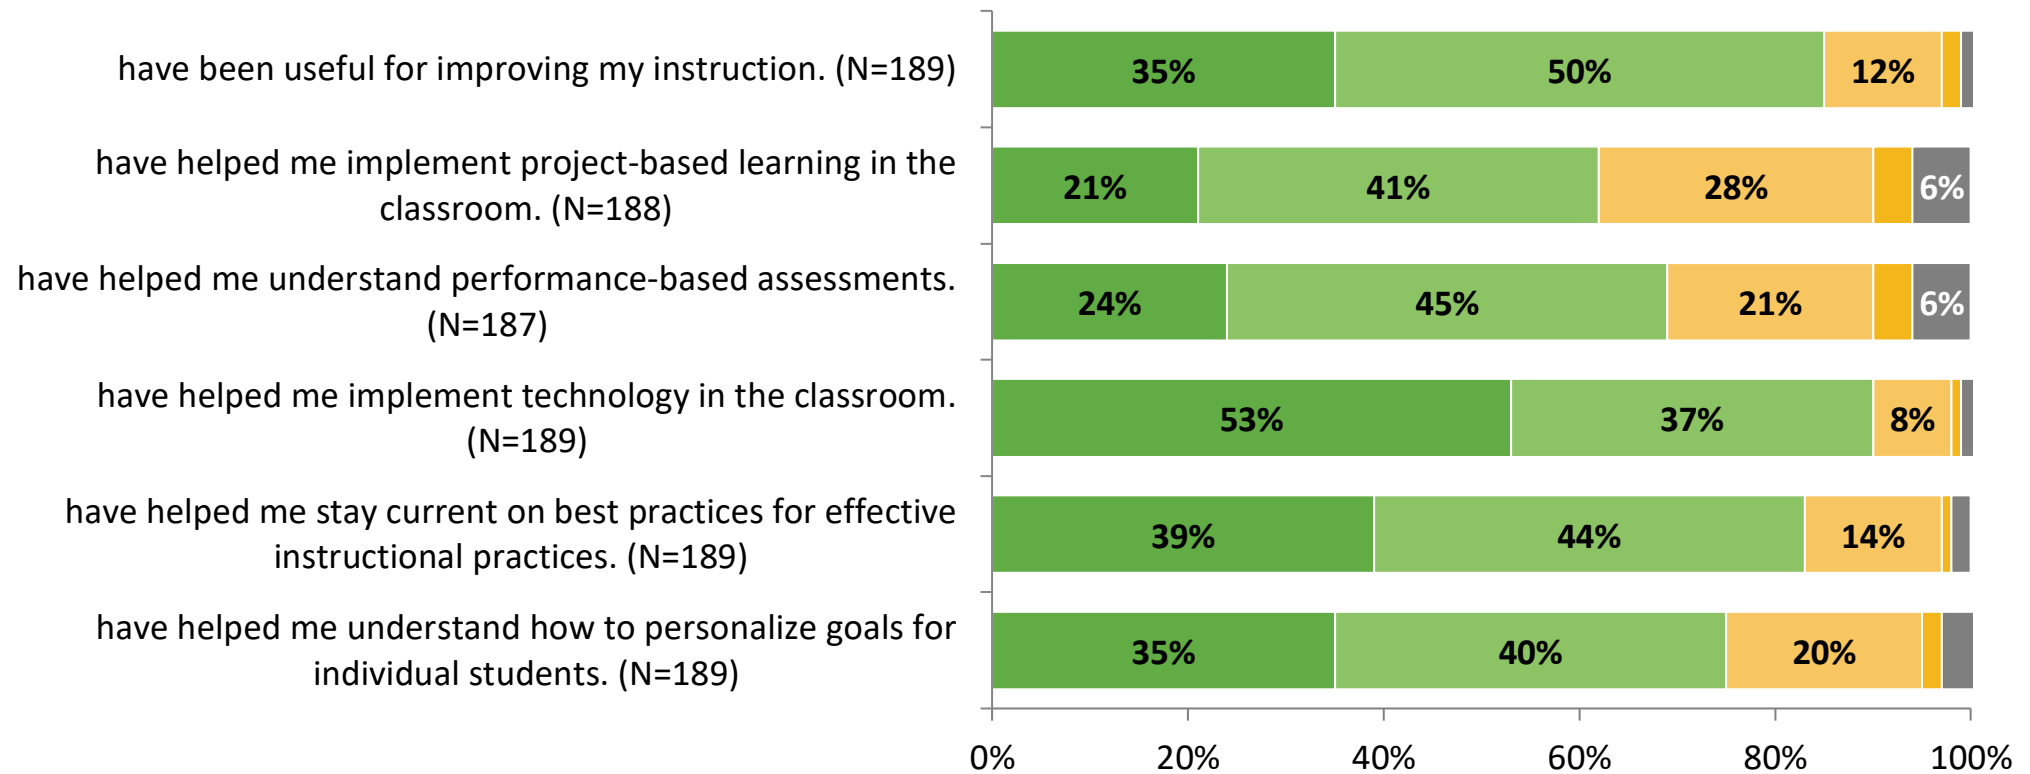 have been useful for improving my instruction. (N=189)
35% 50% 12%
have helped me implement project-based learning in the
classroom. (N=188)
21% 41% 28% 6%
have helped me understand performance-based assessments.
(N=187)
24% 45% 21% 6%
have helped me implement technology in the classroom.
(N=189)
53% 37% 8%
have helped me stay current on best practices for effective
instructional practices. (N=189)
39% 44% 14%
have helped me understand how to personalize goals for
individual students. (N=189)
35% 40% 20%
0% 20% 40% 60% 80% 100%